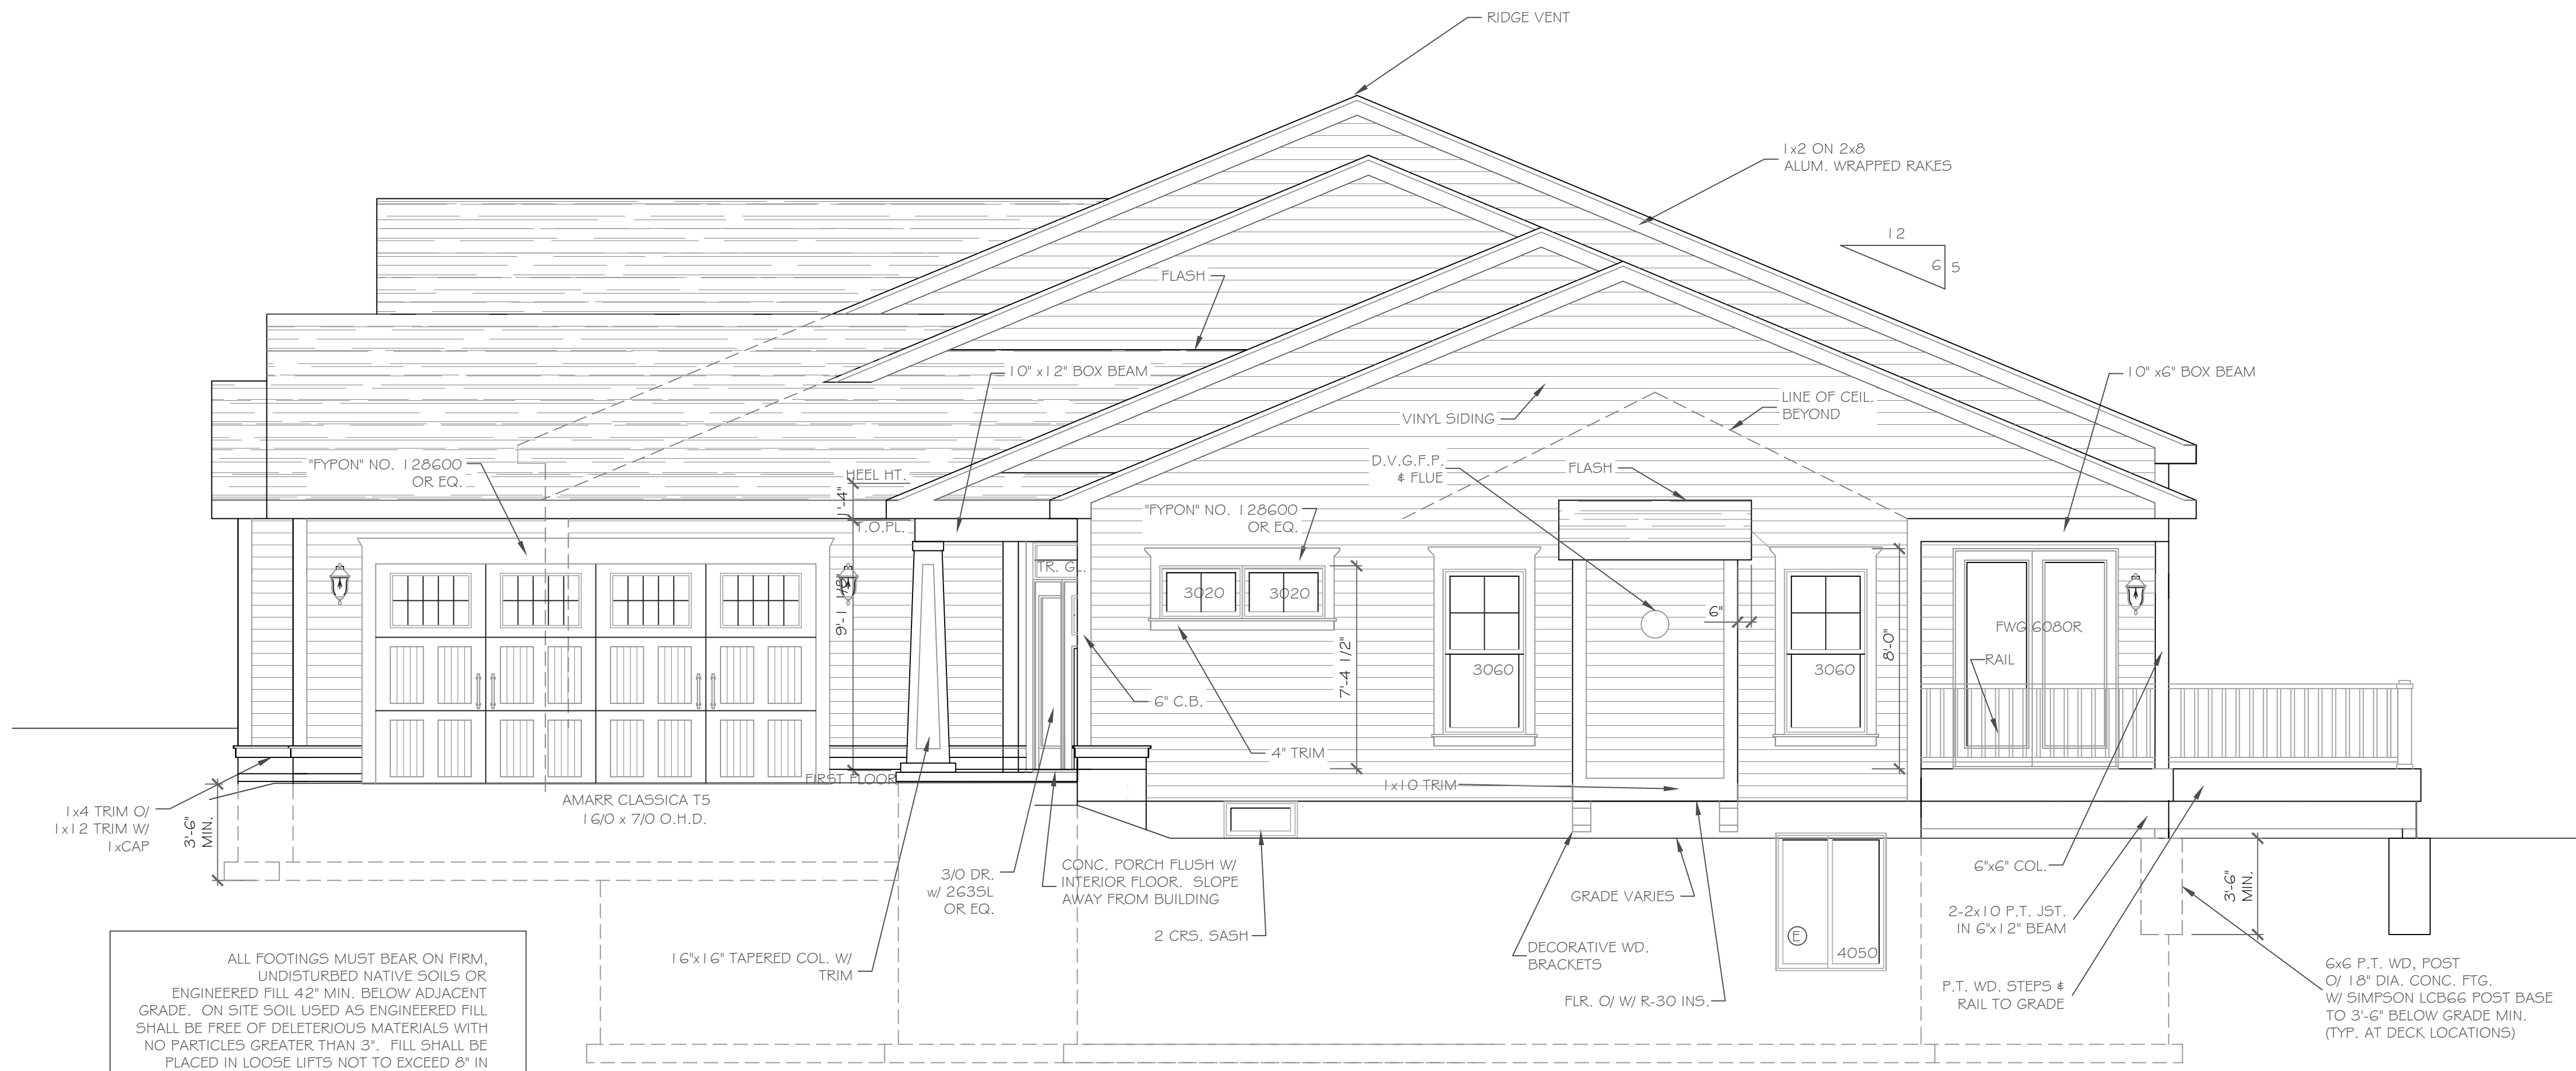 RIDGE VENT
1x2 ON 2x8
ALUM. WRAPPED RAKES
12
6
5
FLASH
10" x12" BOX BEAM
10" x6" BOX BEAM
LINE OF CEIL.
BEYOND
VINYL SIDING
"FYPON" NO. 128600
OR EQ.
HEEL HT.
1'-4"
T.O.PL.
D.V.G.F.P.
& FLUE
FLASH
"FYPON" NO. 128600
OR EQ.
TR. GL.
9'-1 1/8"
3020
3020
6"
7'-4 1/2"
8'-0"
3060
3060
FWG 6080R
RAIL
6" C.B.
4" TRIM
1x10 TRIM
FIRST FLOOR
AMARR CLASSICA T5
16/0 x 7/0 O.H.D.
1x4 TRIM O/
1x12 TRIM W/
1xCAP
3'-6"
MIN.
3/0 DR.
w/ 263SL
OR EQ.
CONC. PORCH FLUSH W/
INTERIOR FLOOR. SLOPE
AWAY FROM BUILDING
2 CRS. SASH
GRADE VARIES
6"x6" COL.
3'-6"
MIN.
2-2x10 P.T. JST.
IN 6"x12" BEAM
16"x16" TAPERED COL. W/
TRIM
DECORATIVE WD.
BRACKETS
E
4050
FLR. O/ W/ R-30 INS.
P.T. WD. STEPS &
RAIL TO GRADE
6x6 P.T. WD, POST
O/ 18" DIA. CONC. FTG.
W/ SIMPSON LCB66 POST BASE
TO 3'-6" BELOW GRADE MIN.
(TYP. AT DECK LOCATIONS)
ALL FOOTINGS MUST BEAR ON FIRM,
UNDISTURBED NATIVE SOILS OR
ENGINEERED FILL 42" MIN. BELOW ADJACENT
GRADE. ON SITE SOIL USED AS ENGINEERED FILL
SHALL BE FREE OF DELETERIOUS MATERIALS WITH
NO PARTICLES GREATER THAN 3". FILL SHALL BE
PLACED IN LOOSE LIFTS NOT TO EXCEED 8" IN